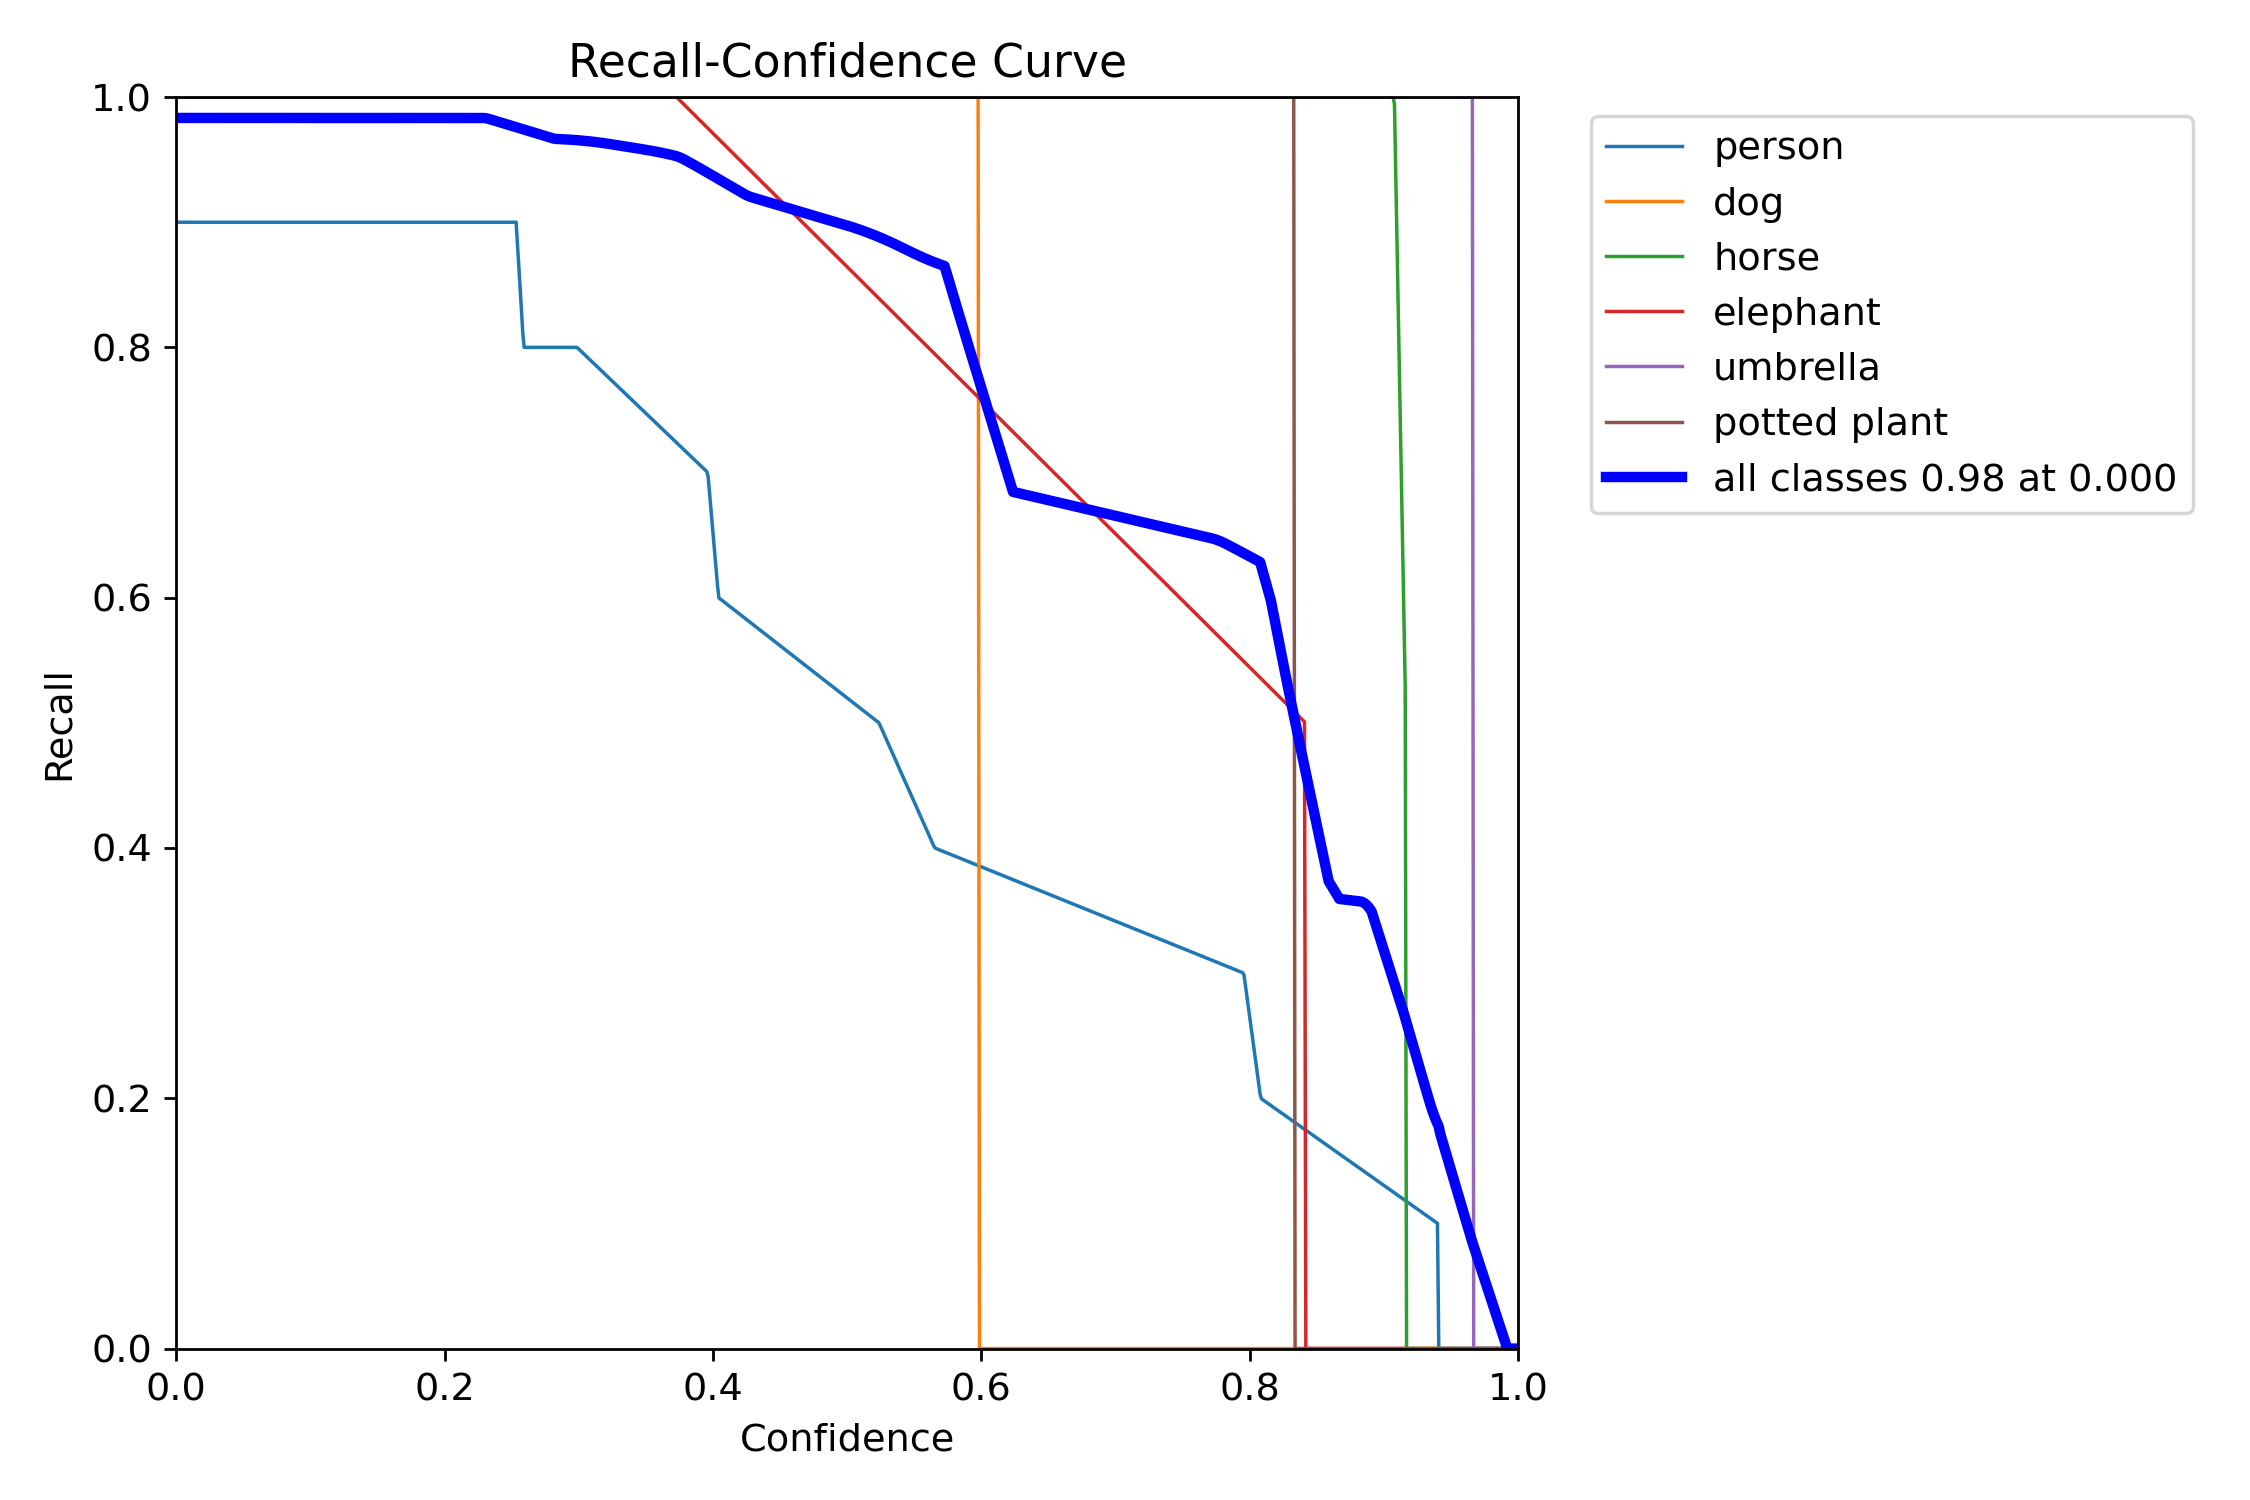 Recall-Confidence Curve
1.0
0.8
0.6
0.4
0.2
0.0
Recall
0.0 0.2 0.4 0.6 0.8 1.0
Confidence
person
dog
horse
elephant
umbrella
potted plant
all classes 0.98 at 0.000